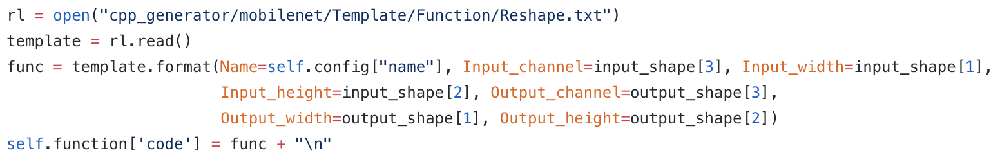 rl = open("cpp_generator/mobilenet/Template/Function/Reshape.txt")
template = rl.read()
func = template.format(Name=self.config["name"], Input_channel=input_shape[3], Input_width=input_shape[1],
                       Input_height=input_shape[2], Output_channel=output_shape[3],
                       Output_width=output_shape[1], Output_height=output_shape[2])
self.function['code'] = func + "\n"